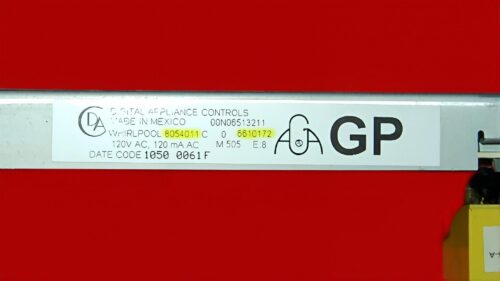 DIGITAL APPLIANCE CONTROLS
MADE IN MEXICO 00N06513211
WHIRLPOOL 8054011 C 0 6610172
120V AC, 120 mA AC M 505 E.8
DATE CODE 1050 0061F
CDA
GP